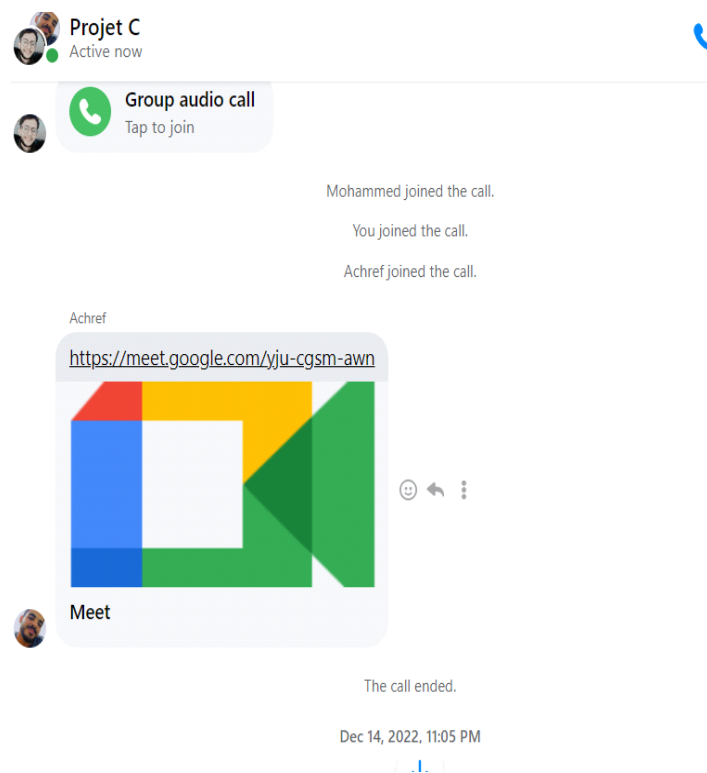 Projet C
Active now
Group audio call
Tap to join
Mohammed joined the call.
You joined the call.
Achref joined the call.
Achref
https://meet.google.com/yju-cgsm-awn
Meet
The call ended.
Dec 14, 2022, 11:05 PM